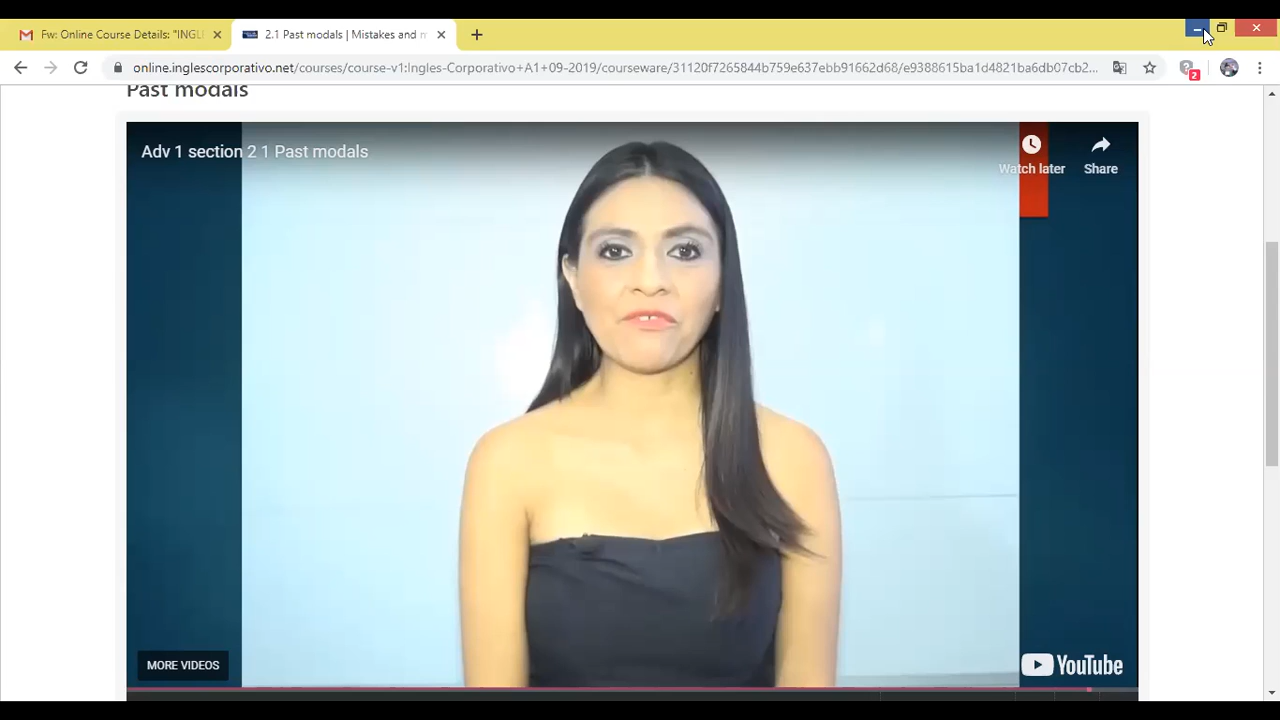 Fw: Online Course Details: "INGL
2.1 Past modals | Mistakes and m
online.inglescorporativo.net/courses/course-v1:Ingles-Corporativo+A1+09-2019/courseware/31120f7265844b759e637ebb91662d68/e9388615ba1d4821ba6db07cb2...
2
Past modals
Adv 1 section 2 1 Past modals
Watch later
Share
MORE VIDEOS
YouTube